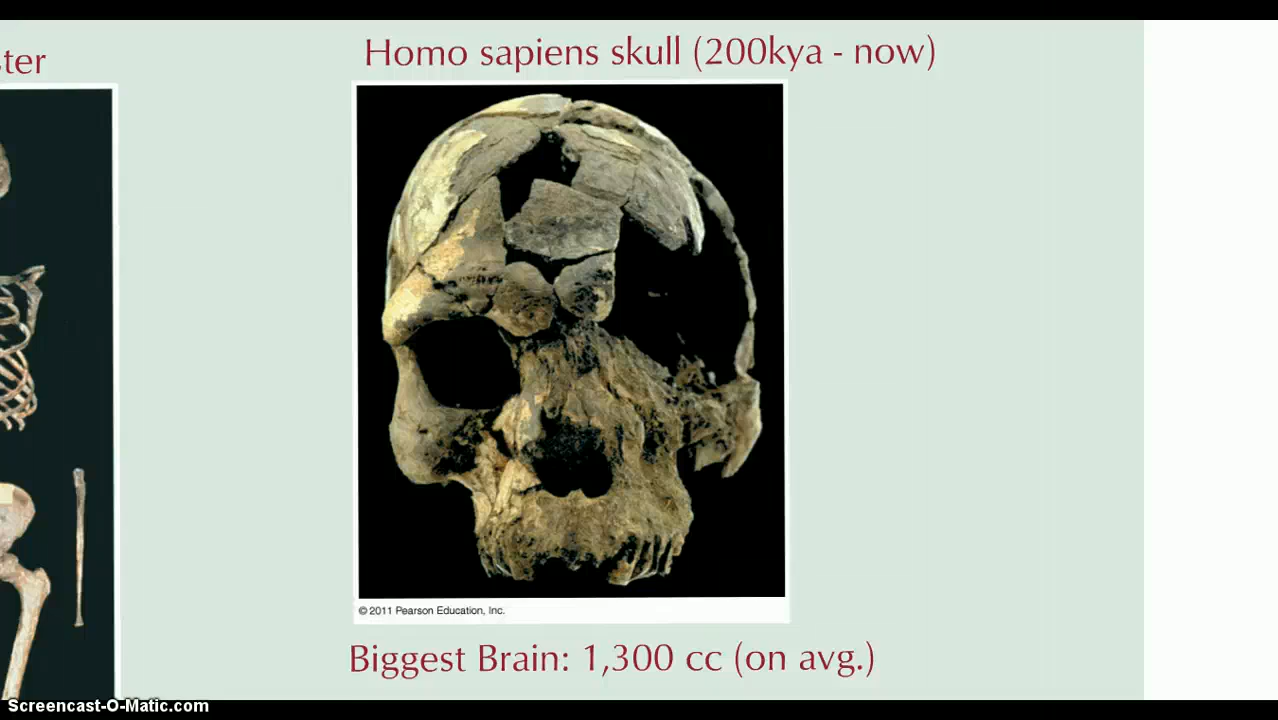 ster
Homo sapiens skull (200kya - now)
© 2011 Pearson Education, Inc.
Biggest Brain: 1,300 cc (on avg.)
Screencast-O-Matic.com